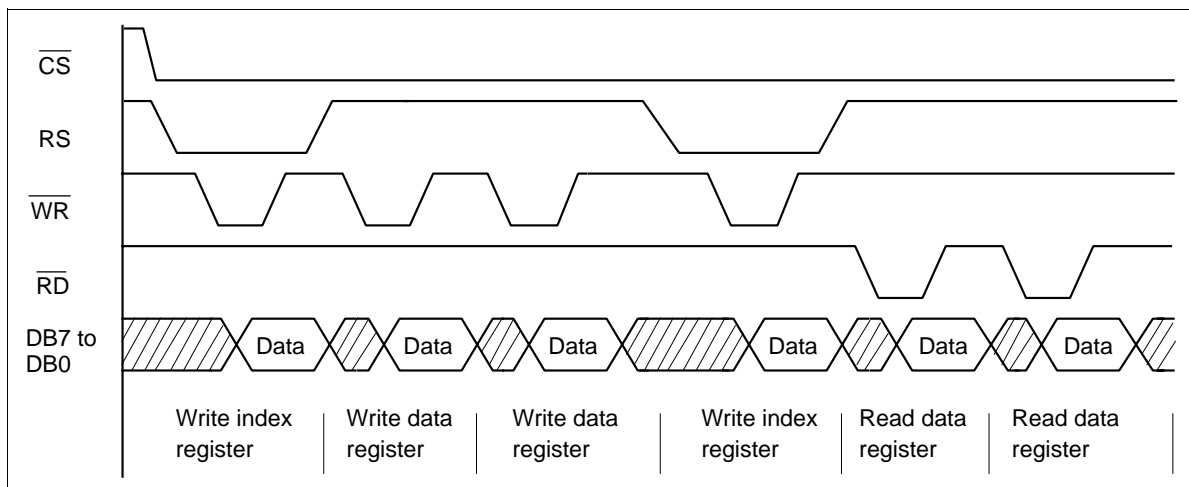 CS
RS
WR
RD
DB7 to
DB0
Data
Data
Data
Data
Data
Data
Write index
register
Write data
register
Write data
register
Write index
register
Read data
register
Read data
register